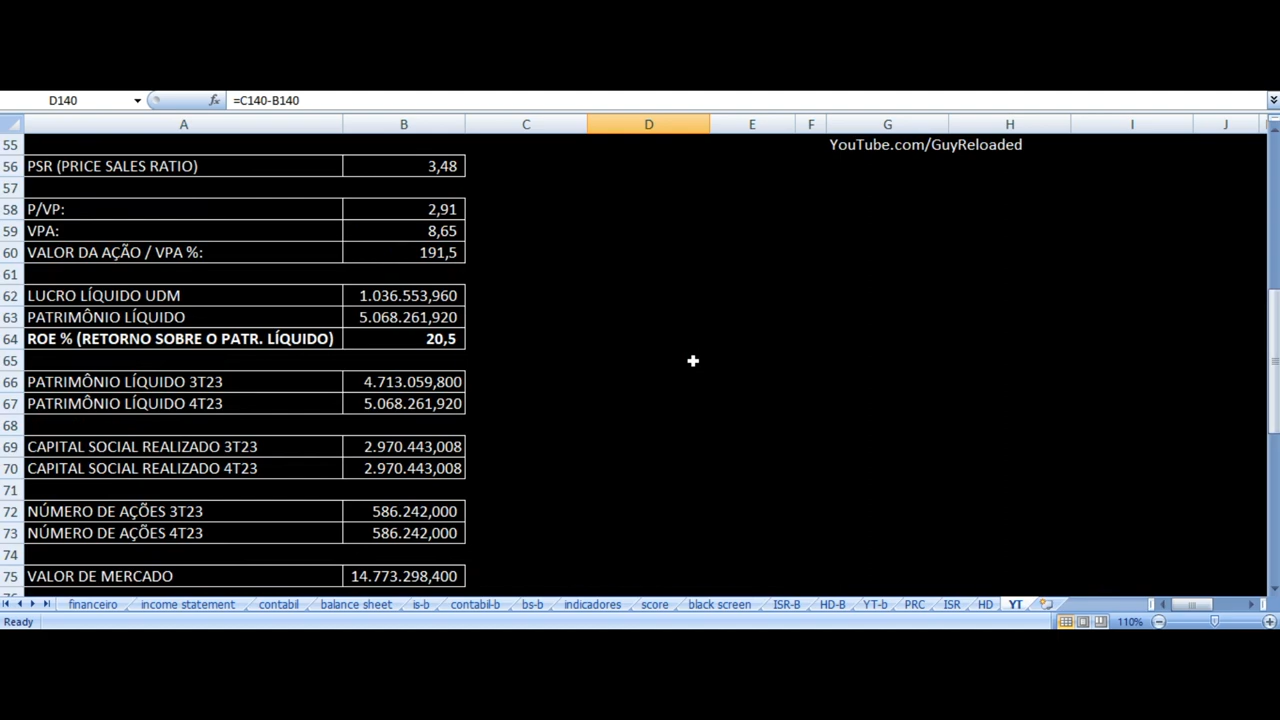 D140 fx =C140-B140
A B C D E F G H I J
55 YouTube.com/GuyReloaded
56 PSR (PRICE SALES RATIO) 3,48
57
58 P/VP: 2,91
59 VPA: 8,65
60 VALOR DA AÇÃO / VPA %: 191,5
61
62 LUCRO LÍQUIDO UDM 1.036.553,960
63 PATRIMÔNIO LÍQUIDO 5.068.261,920
64 ROE % (RETORNO SOBRE O PATR. LÍQUIDO) 20,5
65
66 PATRIMÔNIO LÍQUIDO 3T23 4.713.059,800
67 PATRIMÔNIO LÍQUIDO 4T23 5.068.261,920
68
69 CAPITAL SOCIAL REALIZADO 3T23 2.970.443,008
70 CAPITAL SOCIAL REALIZADO 4T23 2.970.443,008
71
72 NÚMERO DE AÇÕES 3T23 586.242,000
73 NÚMERO DE AÇÕES 4T23 586.242,000
74
75 VALOR DE MERCADO 14.773.298,400
financeiro income statement contabil balance sheet is-b contabil-b bs-b indicadores score black screen ISR-B HD-B YT-b PRC ISR HD YT
Ready 110%